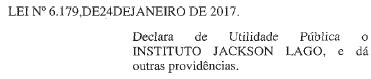 LEI Nº 6.179,DE24DEJANEIRO DE 2017.
Declara de Utilidade Pública o
INSTITUTO JACKSON LAGO, e dá
outras providências.